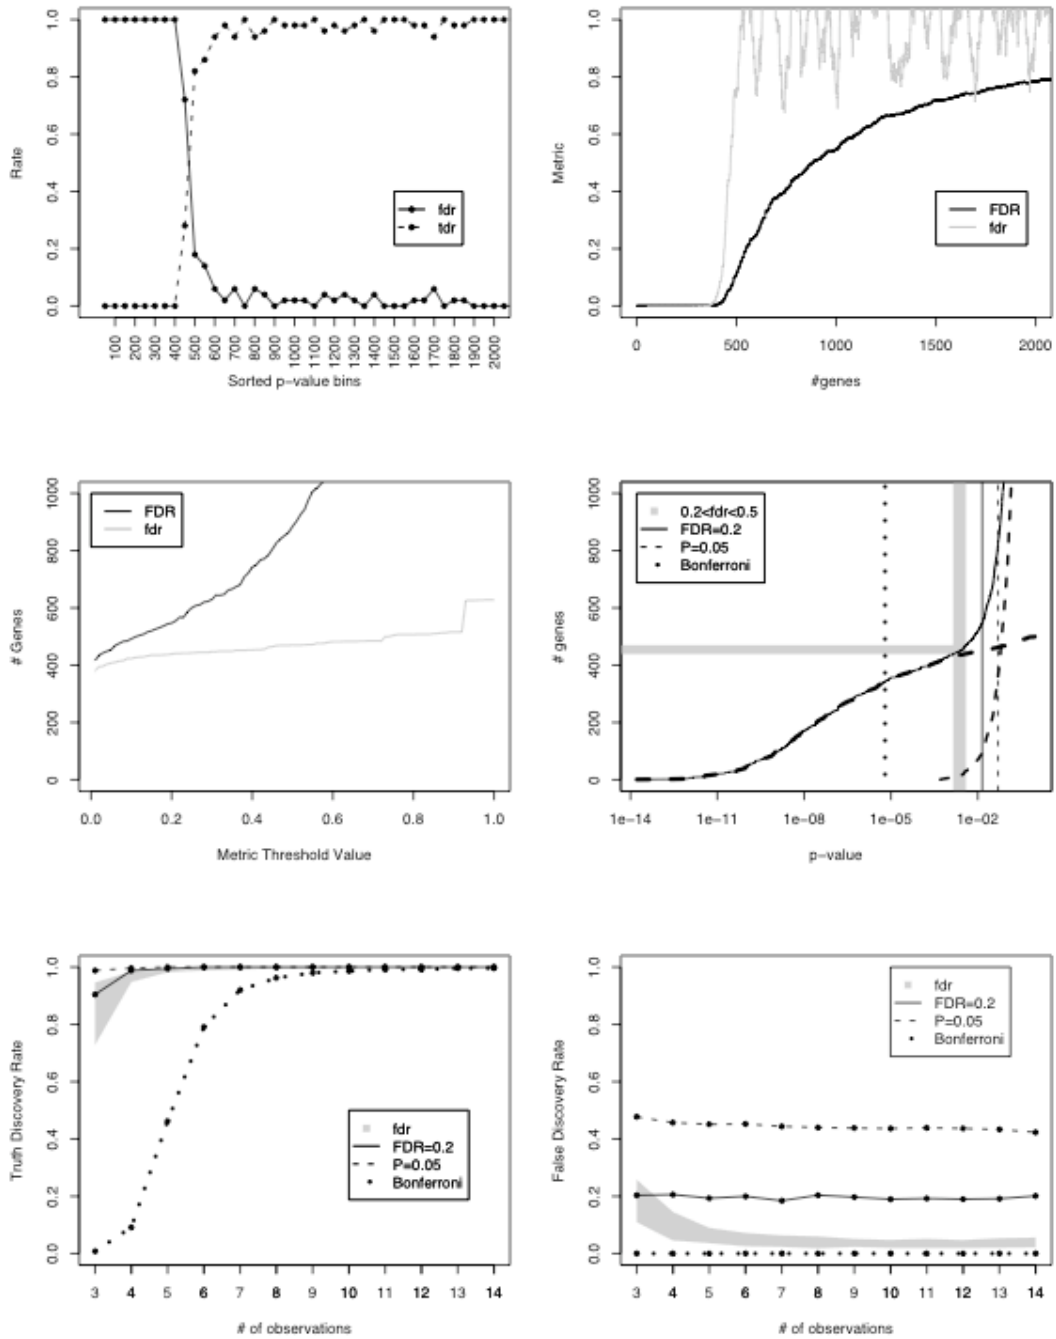 Rate
0.0 0.2 0.4 0.6 0.8 1.0
fdr
tdr
100 200 300 400 500 600 700 800 900 1000 1100 1200 1300 1400 1500 1600 1700 1800 1900 2000
Sorted p-value bins
Metric
0.0 0.2 0.4 0.6 0.8 1.0
FDR
fdr
0 500 1000 1500 2000
#genes
# Genes
0 200 400 600 800 1000
FDR
fdr
0.0 0.2 0.4 0.6 0.8 1.0
Metric Threshold Value
# genes
0 200 400 600 800 1000
0.2<fdr<0.5
FDR=0.2
P=0.05
Bonferroni
1e-14 1e-11 1e-08 1e-05 1e-02
p-value
Truth Discovery Rate
0.0 0.2 0.4 0.6 0.8 1.0
fdr
FDR=0.2
P=0.05
Bonferroni
3 4 5 6 7 8 9 10 11 12 13 14
# of observations
False Discovery Rate
0.0 0.2 0.4 0.6 0.8 1.0
fdr
FDR=0.2
P=0.05
Bonferroni
3 4 5 6 7 8 9 10 11 12 13 14
# of observations